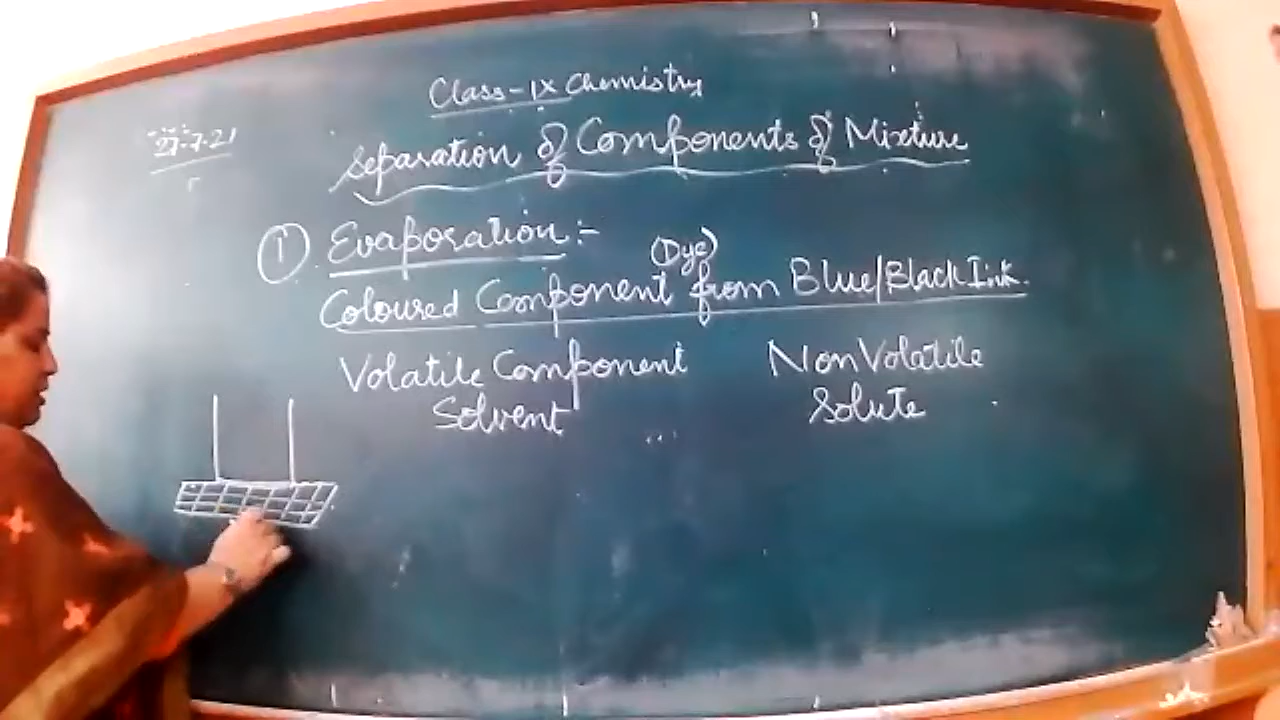 Class-IX Chemistry
27-7-21
Separation of Components of Mixture
① Evaporation :-
(Dye)
Coloured Component from Blue/Black Ink.
Volatile Component Non Volatile
Solvent Solute